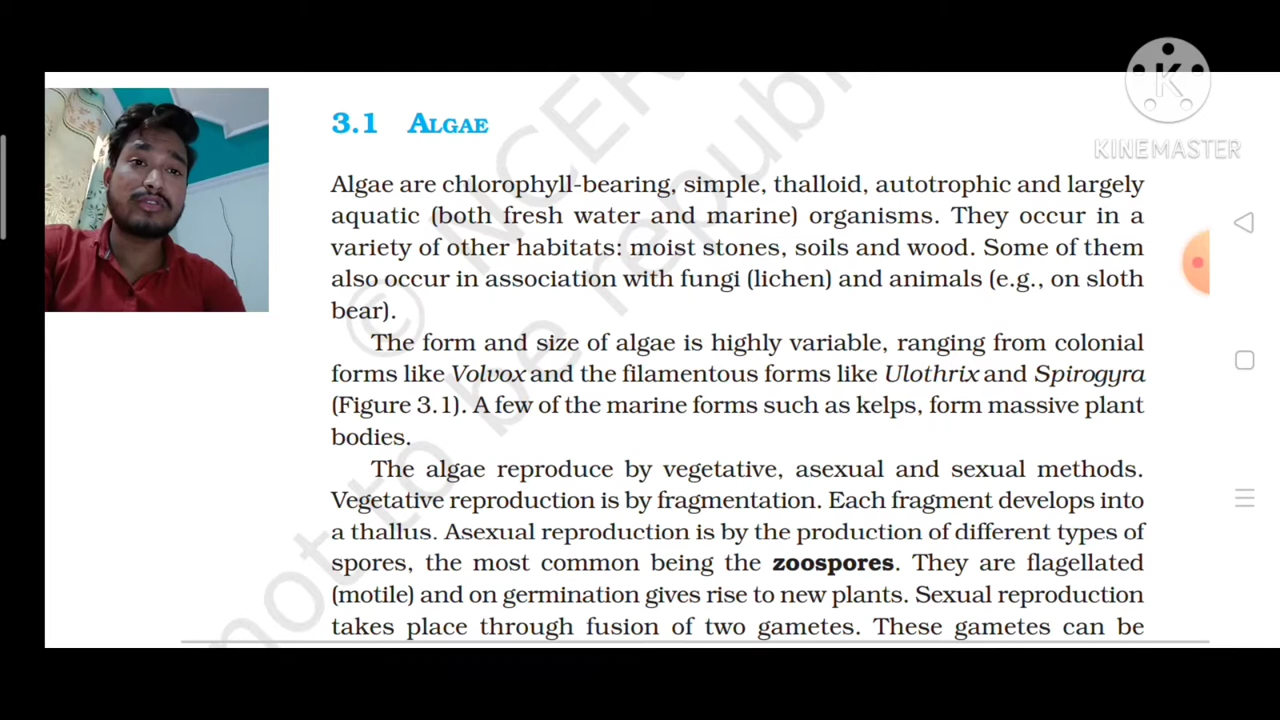 3.1 ALGAE
Algae are chlorophyll-bearing, simple, thalloid, autotrophic and largely
aquatic (both fresh water and marine) organisms. They occur in a
variety of other habitats: moist stones, soils and wood. Some of them
also occur in association with fungi (lichen) and animals (e.g., on sloth
bear).
The form and size of algae is highly variable, ranging from colonial
forms like Volvox and the filamentous forms like Ulothrix and Spirogyra
(Figure 3.1). A few of the marine forms such as kelps, form massive plant
bodies.
The algae reproduce by vegetative, asexual and sexual methods.
Vegetative reproduction is by fragmentation. Each fragment develops into
a thallus. Asexual reproduction is by the production of different types of
spores, the most common being the zoospores. They are flagellated
(motile) and on germination gives rise to new plants. Sexual reproduction
takes place through fusion of two gametes. These gametes can be
K
KINEMASTER
© NCER
not to be republ